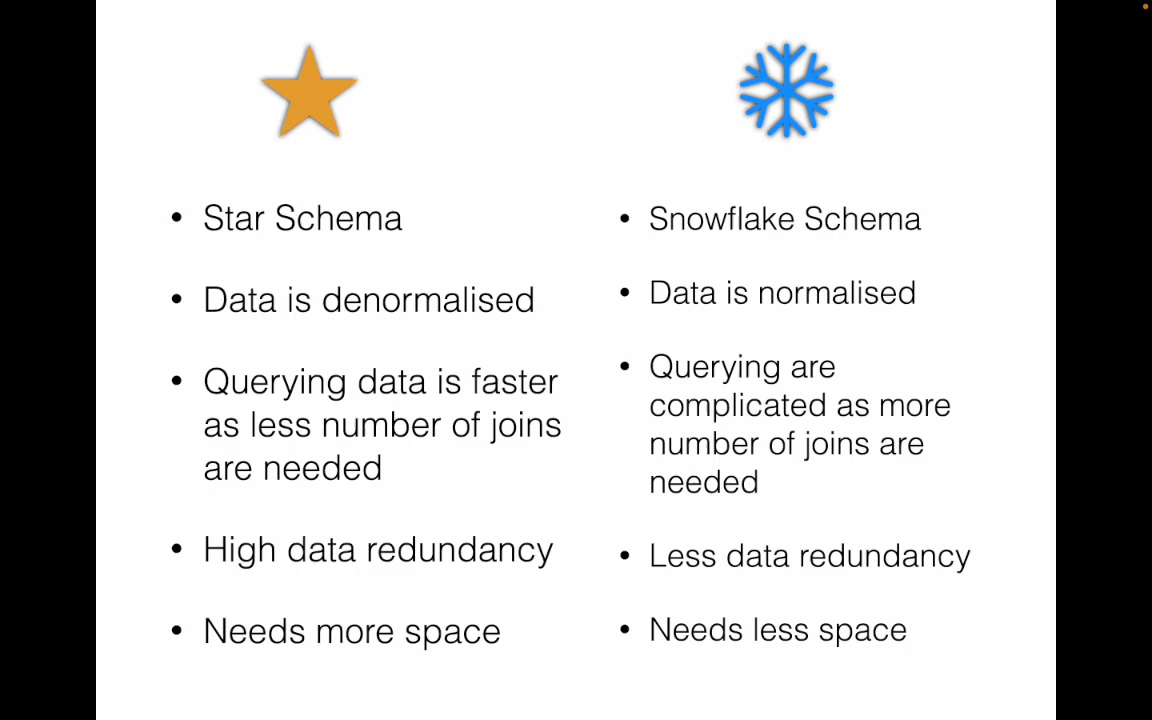 • Star Schema
• Data is denormalised
• Querying data is faster
as less number of joins
are needed
• High data redundancy
• Needs more space
• Snowflake Schema
• Data is normalised
• Querying are
complicated as more
number of joins are
needed
• Less data redundancy
• Needs less space